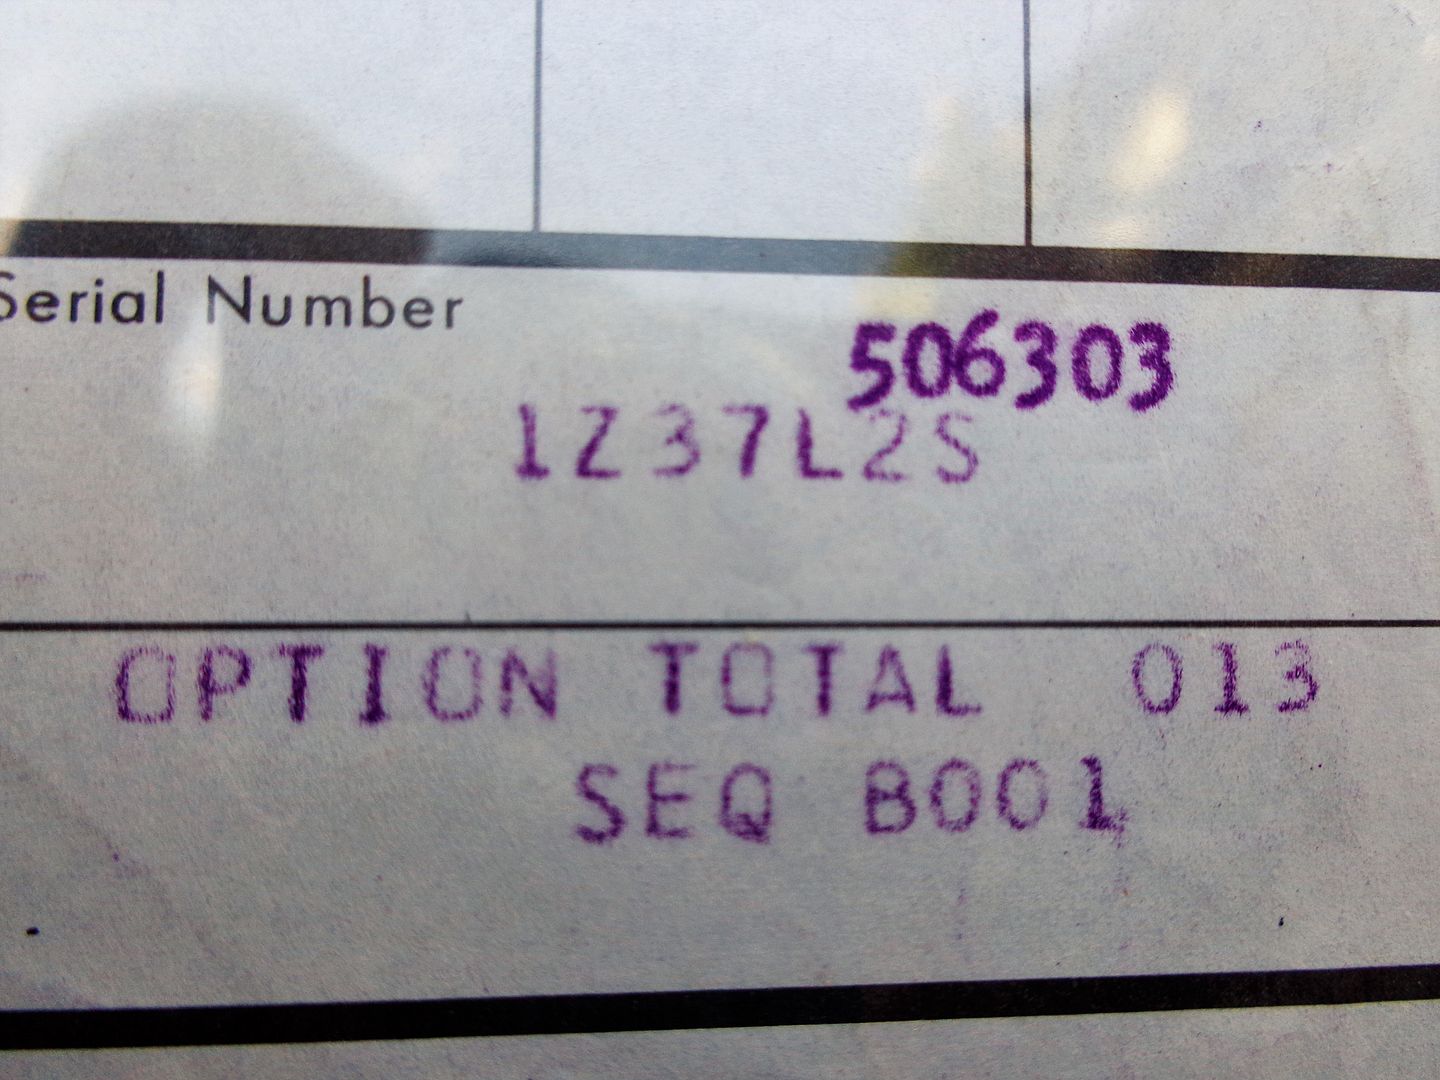 Serial Number
506303
1Z37L2S
OPTION TOTAL 013
SEQ B001